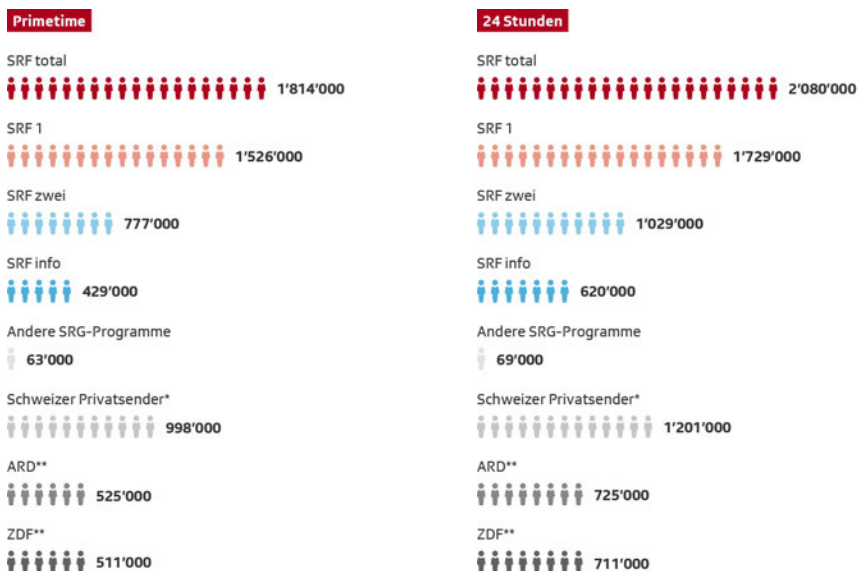 Primetime
SRF total
1'814'000
SRF 1
1'526'000
SRF zwei
777'000
SRF info
429'000
Andere SRG-Programme
63'000
Schweizer Privatsender*
998'000
ARD**
525'000
ZDF**
511'000
24 Stunden
SRF total
2'080'000
SRF 1
1'729'000
SRF zwei
1'029'000
SRF info
620'000
Andere SRG-Programme
69'000
Schweizer Privatsender*
1'201'000
ARD**
725'000
ZDF**
711'000